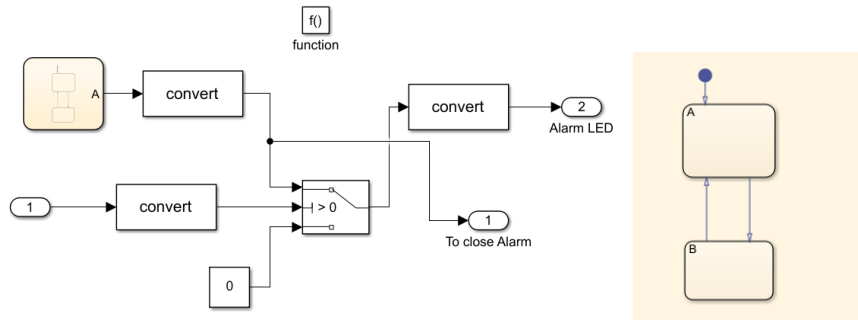 f()
function
A
convert
convert
2
Alarm LED
1
convert
> 0
1
To close Alarm
0
A
B